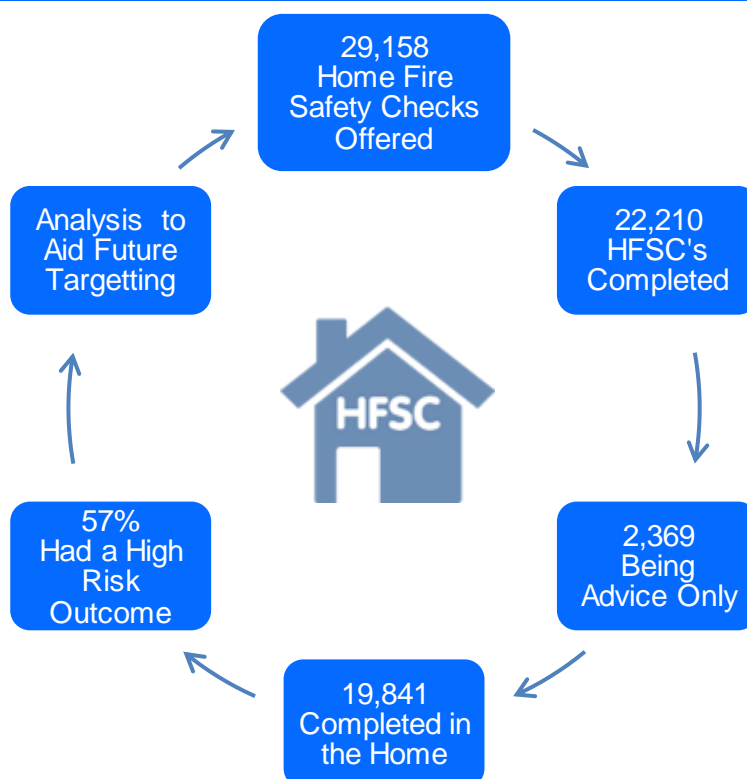 29,158
Home Fire
Safety Checks
Offered
22,210
HFSC's
Completed
2,369
Being
Advice Only
19,841
Completed in
the Home
57%
Had a High
Risk
Outcome
Analysis to
Aid Future
Targetting
HFSC